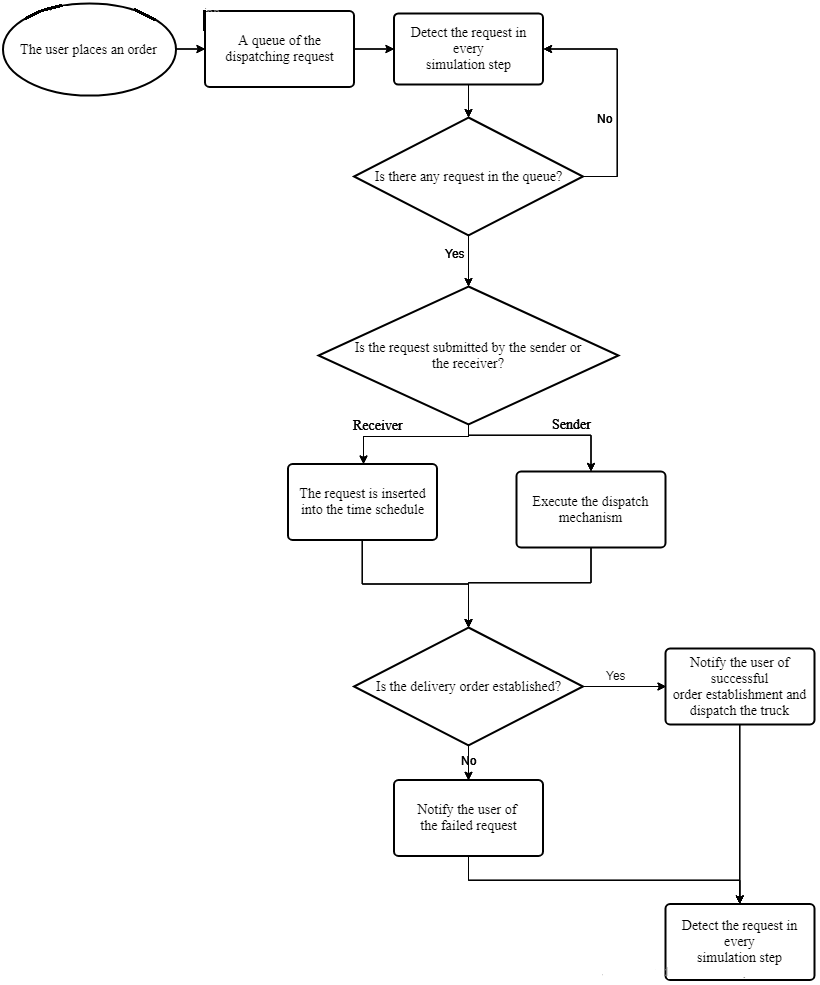 The user places an order
A queue of the
dispatching request
Detect the request in
every
simulation step
No
Is there any request in the queue?
Yes
Is the request submitted by the sender or
the receiver?
Receiver
Sender
The request is inserted
into the time schedule
Execute the dispatch
mechanism
Is the delivery order established?
Yes
Notify the user of
successful
order establishment and
dispatch the truck
No
Notify the user of
the failed request
Detect the request in
every
simulation step